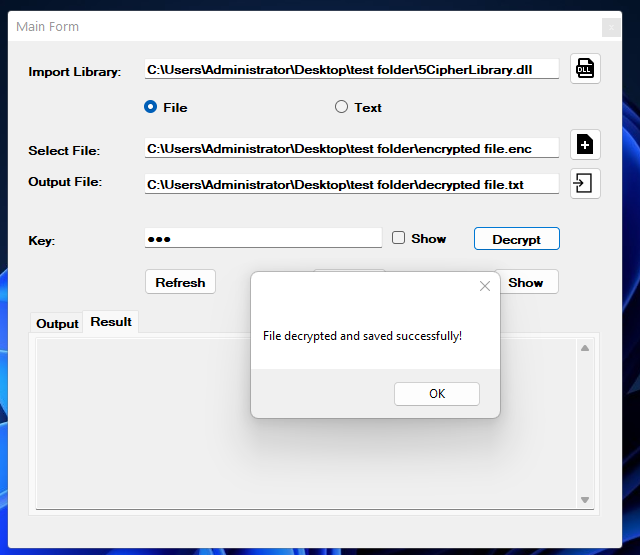 Main Form
Import Library: C:\Users\Administrator\Desktop\test folder\5CipherLibrary.dll
DLL
File Text
Select File: C:\Users\Administrator\Desktop\test folder\encrypted file.enc
Output File: C:\Users\Administrator\Desktop\test folder\decrypted file.txt
Key: ●●● Show Decrypt
Refresh Show
Output Result
File decrypted and saved successfully!
OK